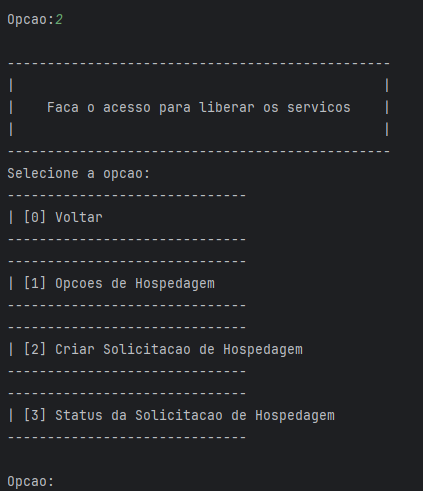 Opcao:2
------------------------------------------------
|                                              |
|    Faca o acesso para liberar os servicos    |
|                                              |
------------------------------------------------
Selecione a opcao:
------------------------------
| [0] Voltar
------------------------------
------------------------------
| [1] Opcoes de Hospedagem
------------------------------
------------------------------
| [2] Criar Solicitacao de Hospedagem
------------------------------
------------------------------
| [3] Status da Solicitacao de Hospedagem
------------------------------
Opcao: